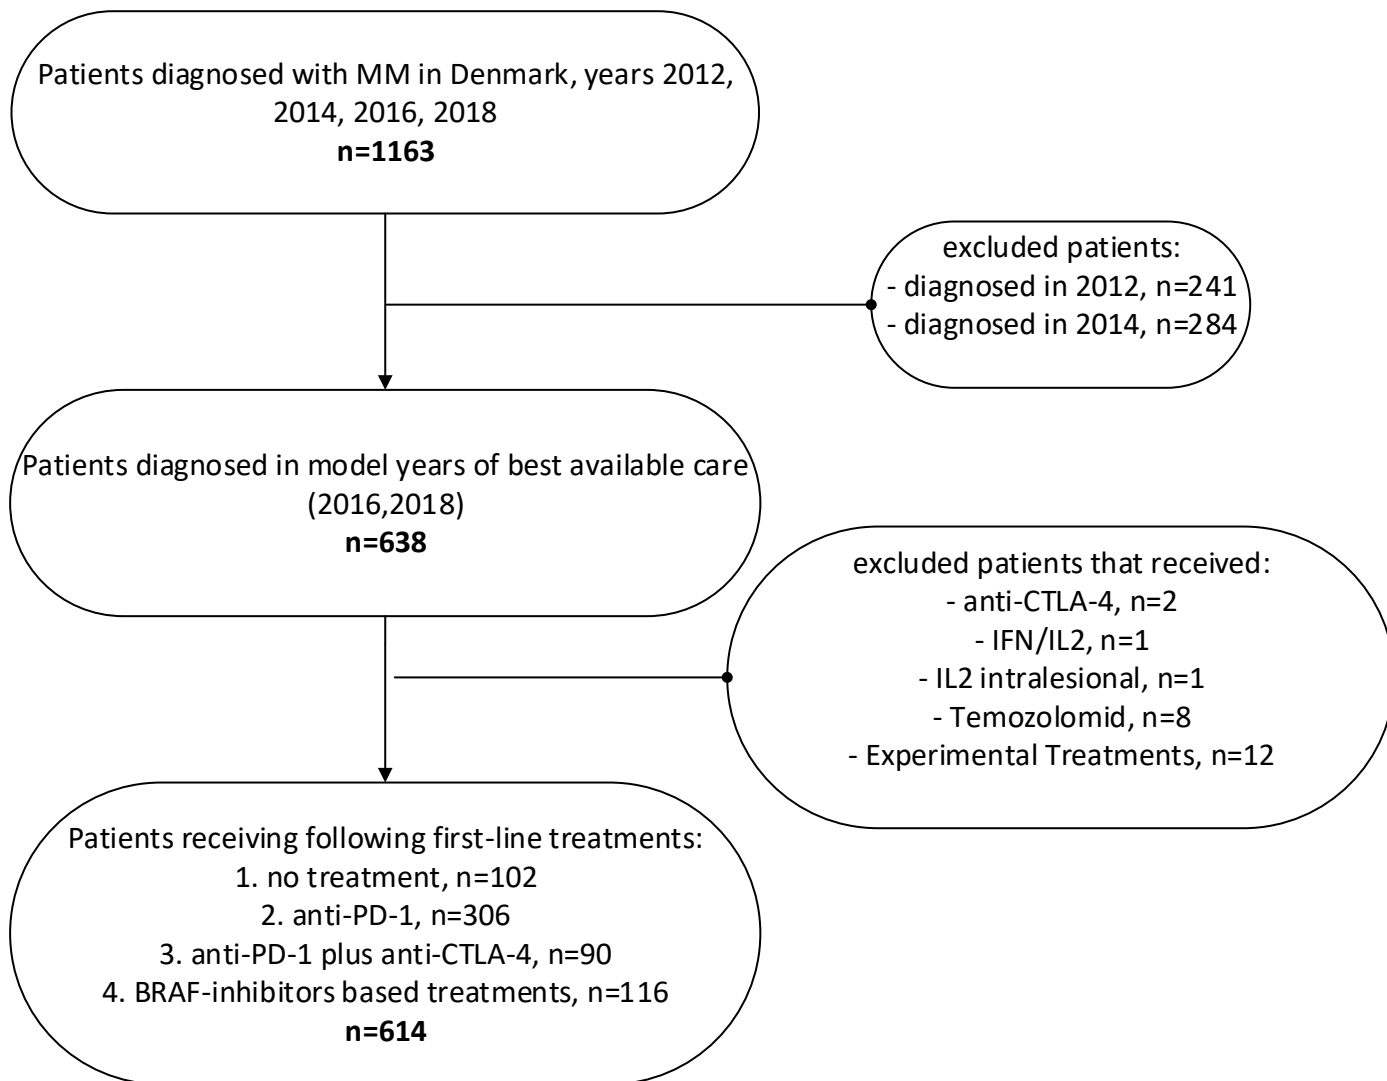 Patients diagnosed with MM in Denmark, years 2012,
2014, 2016, 2018
n=1163
excluded patients:
- diagnosed in 2012, n=241
- diagnosed in 2014, n=284
Patients diagnosed in model years of best available care
(2016,2018)
n=638
excluded patients that received:
- anti-CTLA-4, n=2
- IFN/IL2, n=1
- IL2 intralesional, n=1
- Temozolomid, n=8
- Experimental Treatments, n=12
Patients receiving following first-line treatments:
1. no treatment, n=102
2. anti-PD-1, n=306
3. anti-PD-1 plus anti-CTLA-4, n=90
4. BRAF-inhibitors based treatments, n=116
n=614